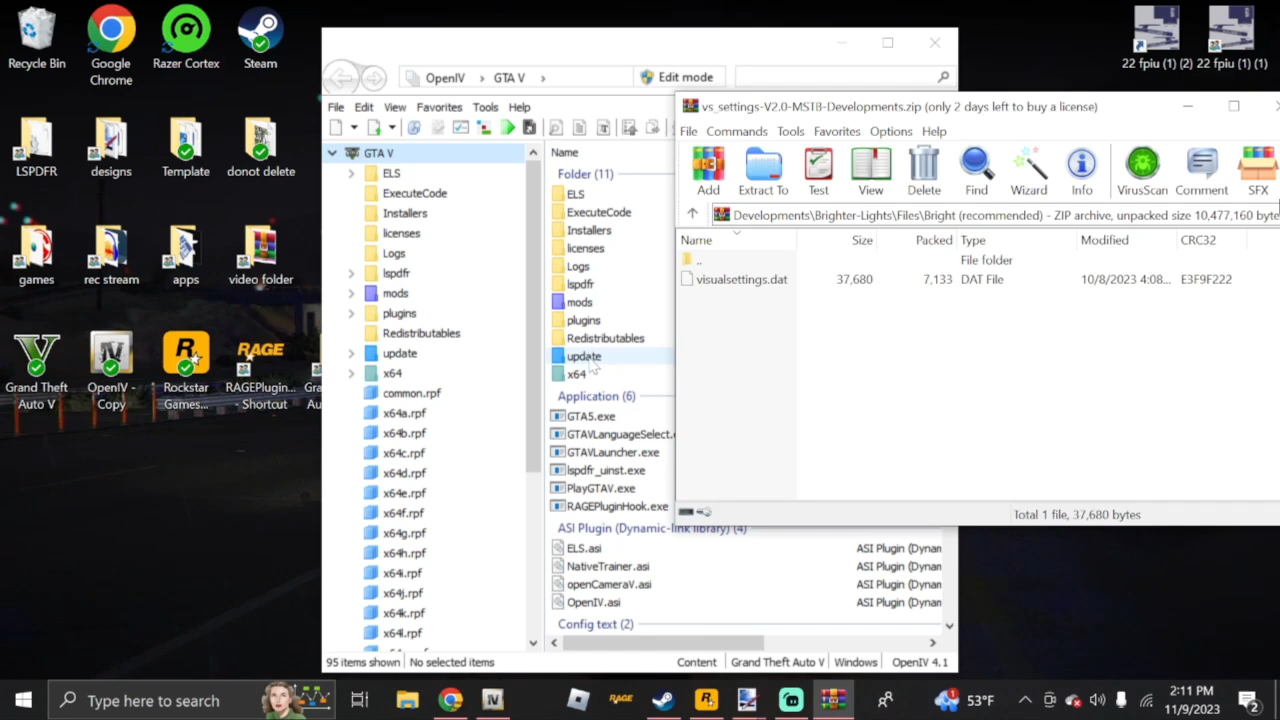 Recycle Bin
Google Chrome
Razer Cortex
Steam
22 fpiu (1) (2)
22 fpiu (1) (1)
LSPDFR
designs
Template
donot delete
games
rec stream
apps
video folder
Grand Theft Auto V
OpenIV - Copy
Rockstar Games...
RAGEPlugin... - Shortcut
OpenIV
GTA V
Edit mode
File Edit View Favorites Tools Help
GTA V
ELS
ExecuteCode
Installers
licenses
Logs
lspdfr
mods
plugins
Redistributables
update
x64
common.rpf
x64a.rpf
x64b.rpf
x64c.rpf
x64d.rpf
x64e.rpf
x64f.rpf
x64g.rpf
x64h.rpf
x64i.rpf
x64j.rpf
x64k.rpf
x64l.rpf
Name
Folder (11)
ELS
ExecuteCode
Installers
licenses
Logs
lspdfr
mods
plugins
Redistributables
update
x64
Application (6)
GTA5.exe
GTAVLanguageSelect.e
GTAVLauncher.exe
lspdfr_uinst.exe
PlayGTAV.exe
RAGEPluginHook.exe
ASI Plugin (Dynamic-link library) (4)
ELS.asi ASI Plugin (Dynan
NativeTrainer.asi ASI Plugin (Dynan
openCameraV.asi ASI Plugin (Dynan
OpenIV.asi ASI Plugin (Dynan
Config text (2)
95 items shown No selected items Content Grand Theft Auto V Windows OpenIV 4.1
vs_settings-V2.0-MSTB-Developments.zip (only 2 days left to buy a license)
File Commands Tools Favorites Options Help
Add Extract To Test View Delete Find Wizard Info VirusScan Comment SFX
Developments\Brighter-Lights\Files\Bright (recommended) - ZIP archive, unpacked size 10,477,160 byte
Name Size Packed Type Modified CRC32
.. File folder
visualsettings.dat 37,680 7,133 DAT File 10/8/2023 4:08... E3F9F222
Total 1 file, 37,680 bytes
Type here to search
RAGE
53°F
2:11 PM
11/9/2023
2